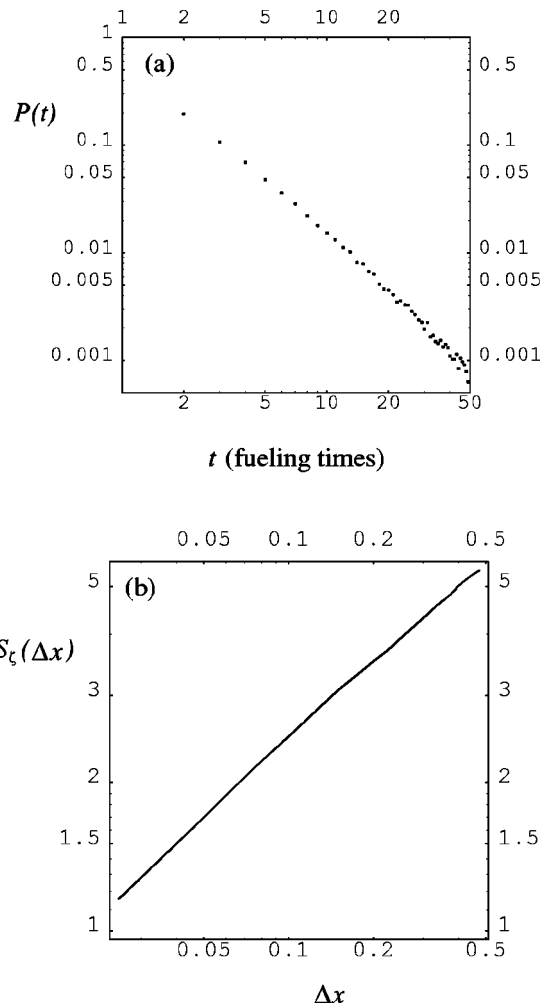 1 2 5 10 20
1
0.5 (a) 0.5
P(t)
0.1 0.1
0.05 0.05
0.01 0.01
0.005 0.005
0.001 0.001
1 2 5 10 20 50
t (fueling times)
0.05 0.1 0.2 0.5
5 (b) 5
S_ζ(Δx)
3 3
2 2
1.5 1.5
1 1
0.05 0.1 0.2 0.5
Δx